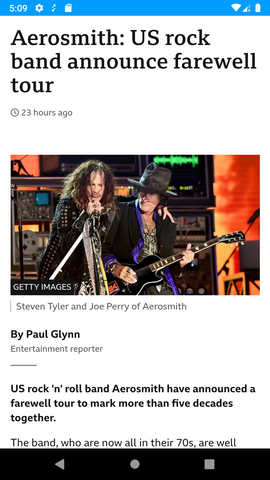 5:09
Aerosmith: US rock
band announce farewell
tour
23 hours ago
GETTY IMAGES
Steven Tyler and Joe Perry of Aerosmith
By Paul Glynn
Entertainment reporter
US rock 'n' roll band Aerosmith have announced a
farewell tour to mark more than five decades
together.
The band, who are now all in their 70s, are well